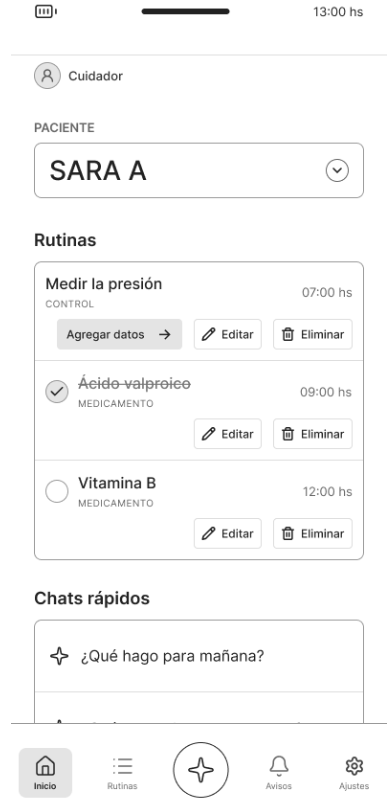 13:00 hs
Cuidador
PACIENTE
SARA A
Rutinas
Medir la presión
CONTROL
07:00 hs
Agregar datos
Editar
Eliminar
Ácido valproico
MEDICAMENTO
09:00 hs
Editar
Eliminar
Vitamina B
MEDICAMENTO
12:00 hs
Editar
Eliminar
Chats rápidos
¿Qué hago para mañana?
Inicio
Rutinas
Avisos
Ajustes